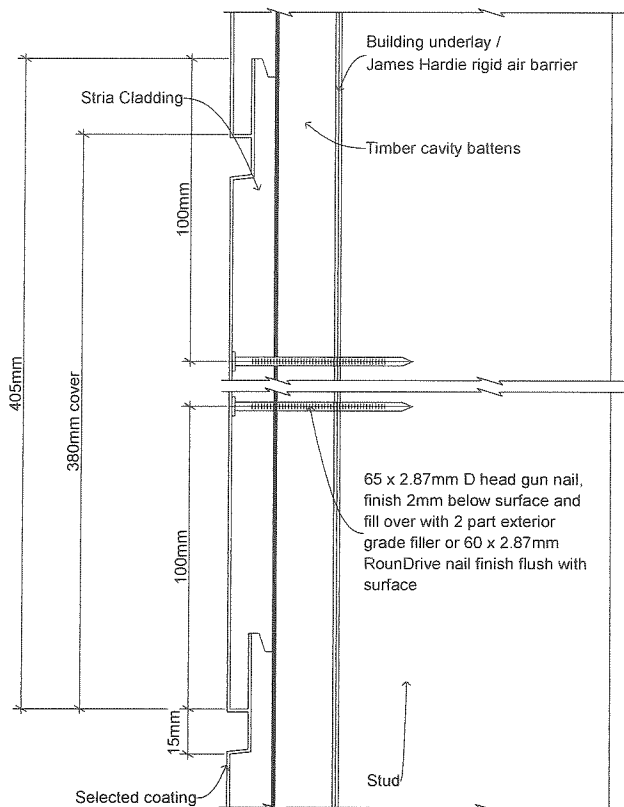 Building underlay /
James Hardie rigid air barrier
Stria Cladding
Timber cavity battens
100mm
405mm
380mm cover
65 x 2.87mm D head gun nail,
finish 2mm below surface and
fill over with 2 part exterior
grade filler or 60 x 2.87mm
RounDrive nail finish flush with
surface
100mm
15mm
Stud
Selected coating